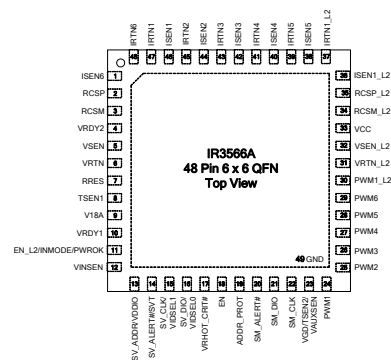 IRTN6
IRTN1
ISEN1
IRTN2
ISEN2
IRTN3
ISEN3
IRTN4
ISEN4
IRTN5
ISEN5
IRTN1_L2
48
47
46
45
44
43
42
41
40
39
38
37
ISEN6 1
RCSP 2
RCSM 3
VRDY2 4
VSEN 5
VRTN 6
RRES 7
TSEN1 8
V18A 9
VRDY1 10
EN_L2/INMODE/PWROK 11
VINSEN 12
IR3566A
48 Pin 6 x 6 QFN
Top View
49 GND
36 ISEN1_L2
35 RCSP_L2
34 RCSM_L2
33 VCC
32 VSEN_L2
31 VRTN_L2
30 PWM1_L2
29 PWM6
28 PWM5
27 PWM4
26 PWM3
25 PWM2
13
14
15
16
17
18
19
20
21
22
23
24
SV_ADDR/VDDIO
SV_ALERT#/SVT
SV_CLK/
VIDSEL1
SV_DIO/
VIDSEL0
VRHOT_CRIT#
EN
ADDR_PROT
SM_ALERT#
SM_DIO
SM_CLK
VGD/TSEN2/
VAUXSEN
PWM1